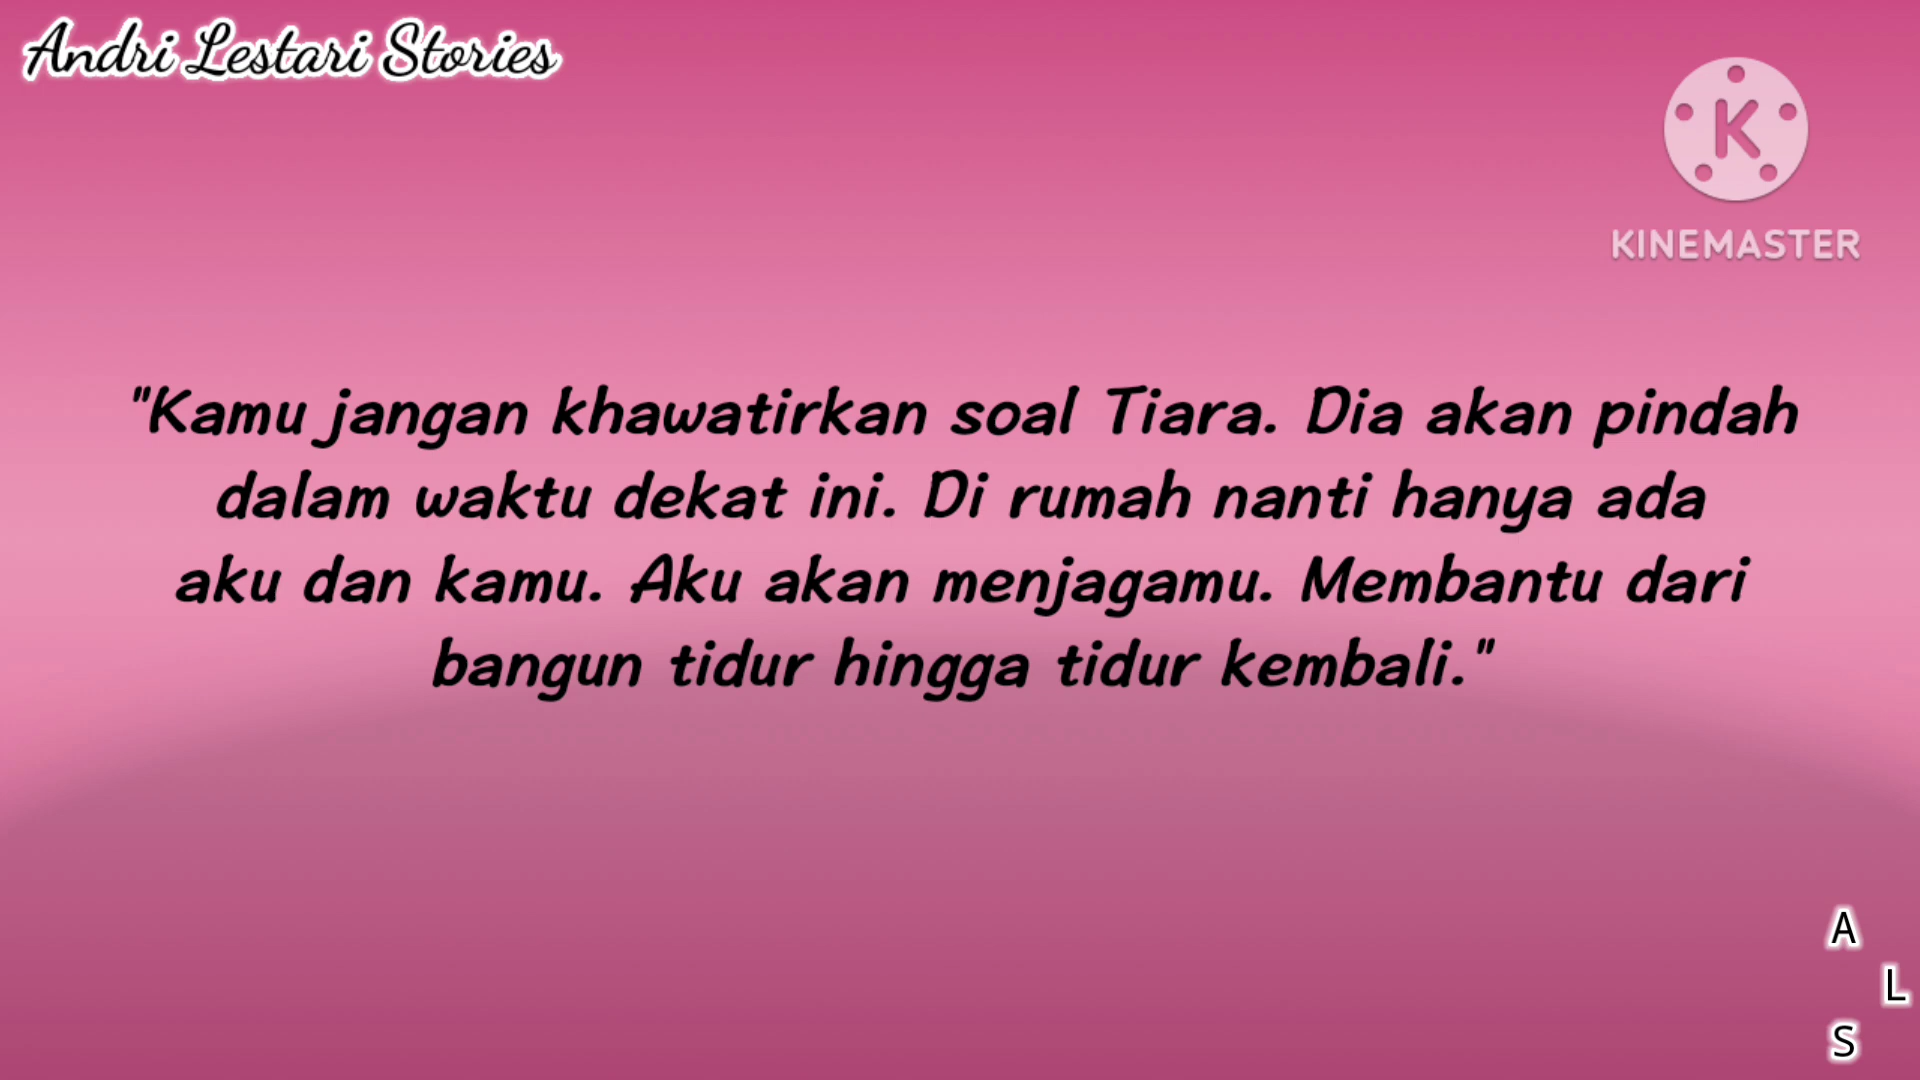 Andri Lestari Stories
K
KINEMASTER
"Kamu jangan khawatirkan soal Tiara. Dia akan pindah
dalam waktu dekat ini. Di rumah nanti hanya ada
aku dan kamu. Aku akan menjagamu. Membantu dari
bangun tidur hingga tidur kembali."
A
L
S